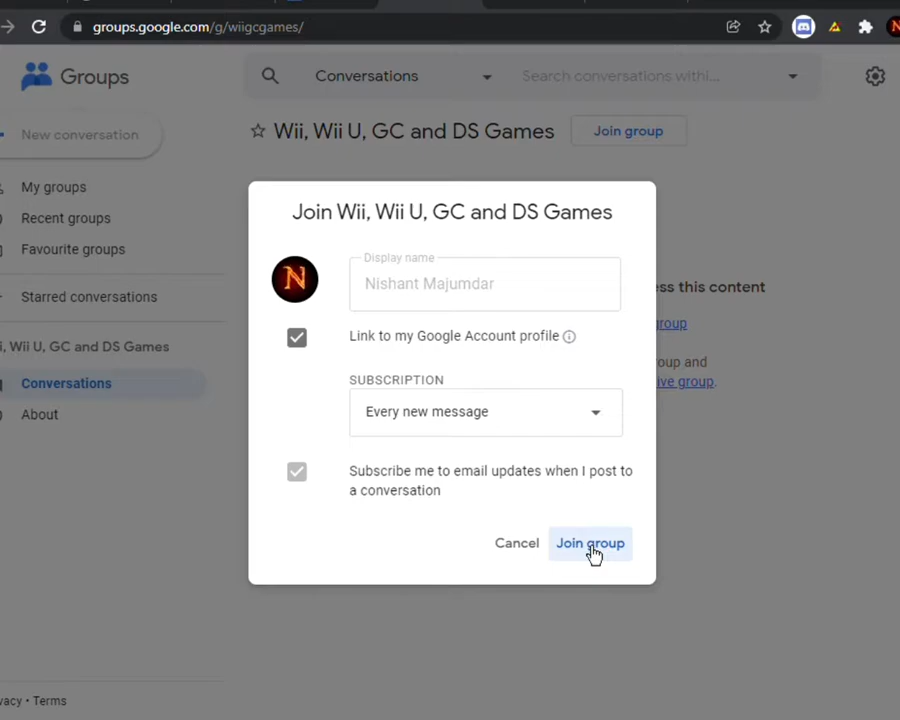 groups.google.com/g/wiigcgames/
Groups
Conversations
Search conversations withi...
New conversation
Wii, Wii U, GC and DS Games
Join group
My groups
Recent groups
Favourite groups
Starred conversations
i, Wii U, GC and DS Games
Conversations
About
Join Wii, Wii U, GC and DS Games
Display name
N
Nishant Majumdar
Link to my Google Account profile
SUBSCRIPTION
Every new message
Subscribe me to email updates when I post to
a conversation
Cancel
Join group
ess this content
group
oup and
ive group.
vacy • Terms